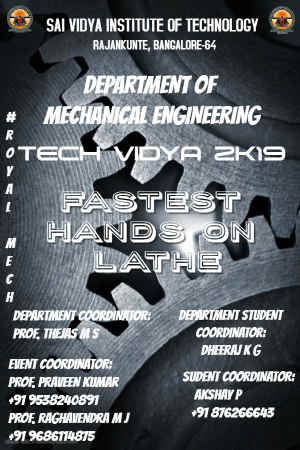 SAI VIDYA INSTITUTE OF TECHNOLOGY
RAJANKUNTE, BANGALORE-64
DEPARTMENT OF
MECHANICAL ENGINEERING
#ROYAL MECH
TECH VIDYA 2K19
FASTEST
HANDS ON
LATHE
DEPARTMENT COORDINATOR:
PROF. THEJAS M S
EVENT COORDINATOR:
PROF. PRAVEEN KUMAR
+91 9538240891
PROF. RAGHAVENDRA M J
+91 9686114875
DEPARTMENT STUDENT
COORDINATOR:
DHEERAJ K G
SUDENT COORDINATOR:
AKSHAY P
+91 876266643